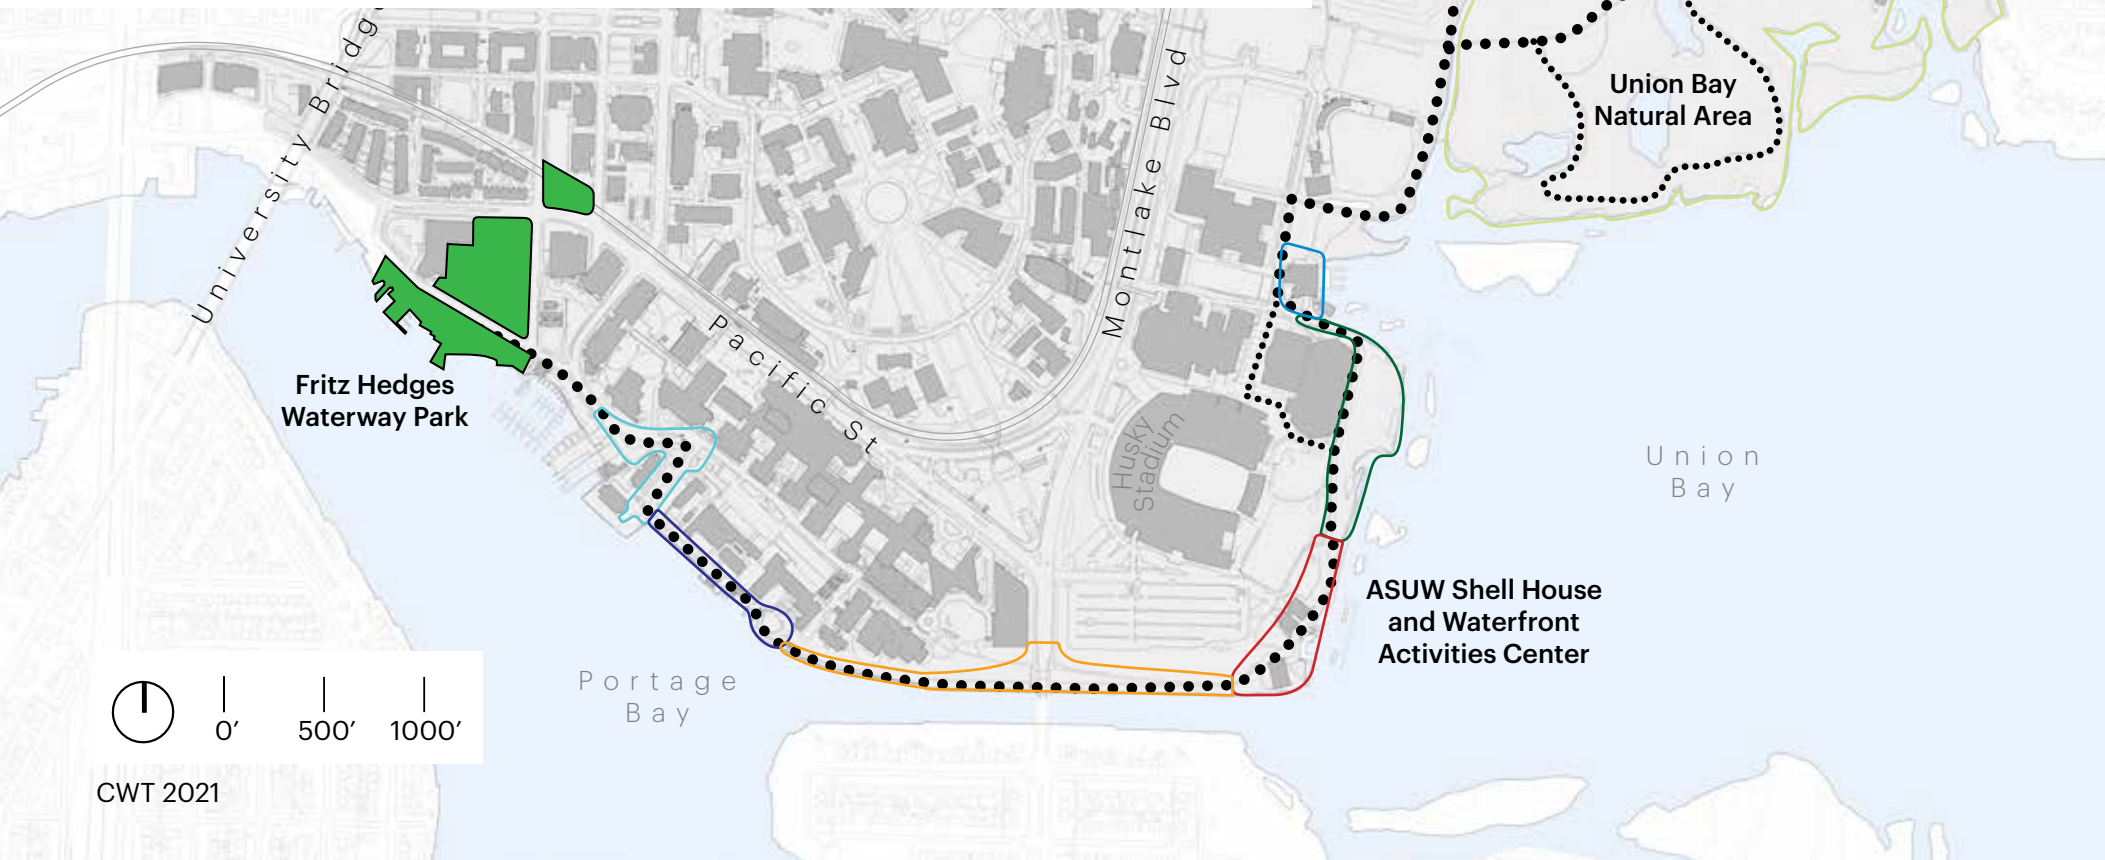 University Bridge
Montlake Blvd
Union Bay
Natural Area
Pacific St
Fritz Hedges
Waterway Park
Husky
Stadium
Union
Bay
ASUW Shell House
and Waterfront
Activities Center
Portage
Bay
0’
500’
1000’
CWT 2021